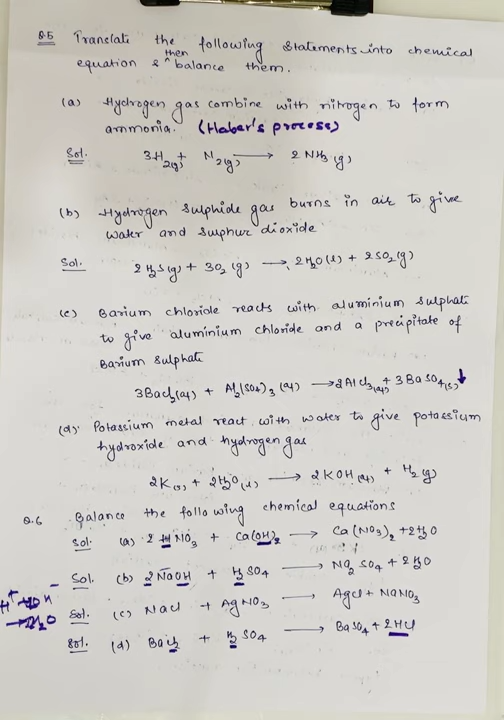 Q.5 Translate the following statements into chemical
equation & then balance them.
(a) Hydrogen gas combine with nitrogen to form
ammonia. (Haber's process)
Sol. 3H2(g) + N2(g) ⟶ 2NH3(g)
(b) Hydrogen sulphide gas burns in air to give
water and sulphur dioxide
Sol. 2H2S(g) + 3O2(g) ⟶ 2H2O(l) + 2SO2(g)
(c) Barium chloride reacts with aluminium sulphate
to give aluminium chloride and a precipitate of
Barium sulphate
3BaCl2(aq) + Al2(SO4)3(aq) ⟶ 2AlCl3(aq) + 3BaSO4(s)↓
(d) Potassium metal react with water to give potassium
hydroxide and hydrogen gas
2K(s) + 2H2O(l) ⟶ 2KOH(aq) + H2(g)
Q.6 Balance the following chemical equations
Sol. (a) 2HNO3 + Ca(OH)2 ⟶ Ca(NO3)2 + 2H2O
Sol. (b) 2NaOH + H2SO4 ⟶ Na2SO4 + 2H2O
H+ + OH-
⟶ H2O
Sol. (c) NaCl + AgNO3 ⟶ AgCl + NaNO3
Sol. (d) BaCl2 + H2SO4 ⟶ BaSO4 + 2HCl